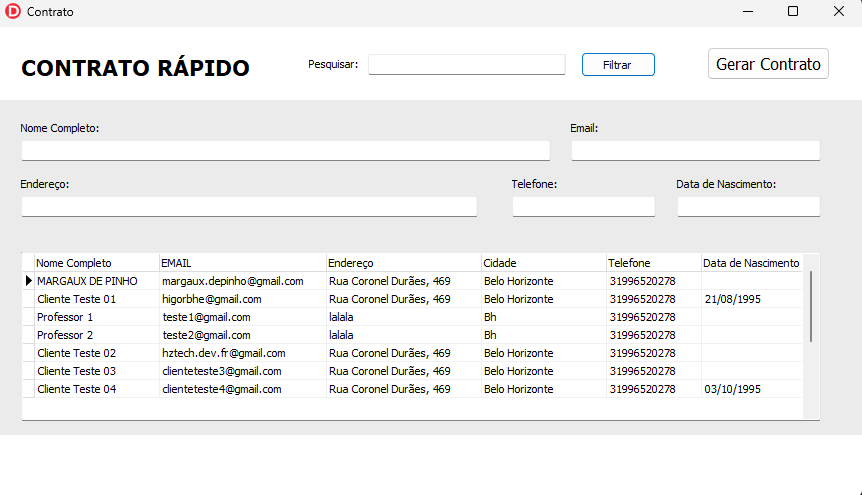 D Contrato
CONTRATO RÁPIDO Pesquisar: Filtrar Gerar Contrato
Nome Completo: Email:
Endereço: Telefone: Data de Nascimento:
Nome Completo EMAIL Endereço Cidade Telefone Data de Nascimento
MARGAUX DE PINHO margaux.depinho@gmail.com Rua Coronel Durães, 469 Belo Horizonte 31996520278
Cliente Teste 01 higorbhe@gmail.com Rua Coronel Durães, 469 Belo Horizonte 31996520278 21/08/1995
Professor 1 teste1@gmail.com lalala Bh 31996520278
Professor 2 teste2@gmail.com lalala Bh 31996520278
Cliente Teste 02 hztech.dev.fr@gmail.com Rua Coronel Durães, 469 Belo Horizonte 31996520278
Cliente Teste 03 clienteteste3@gmail.com Rua Coronel Durães, 469 Belo Horizonte 31996520278
Cliente Teste 04 clienteteste4@gmail.com Rua Coronel Durães, 469 Belo Horizonte 31996520278 03/10/1995